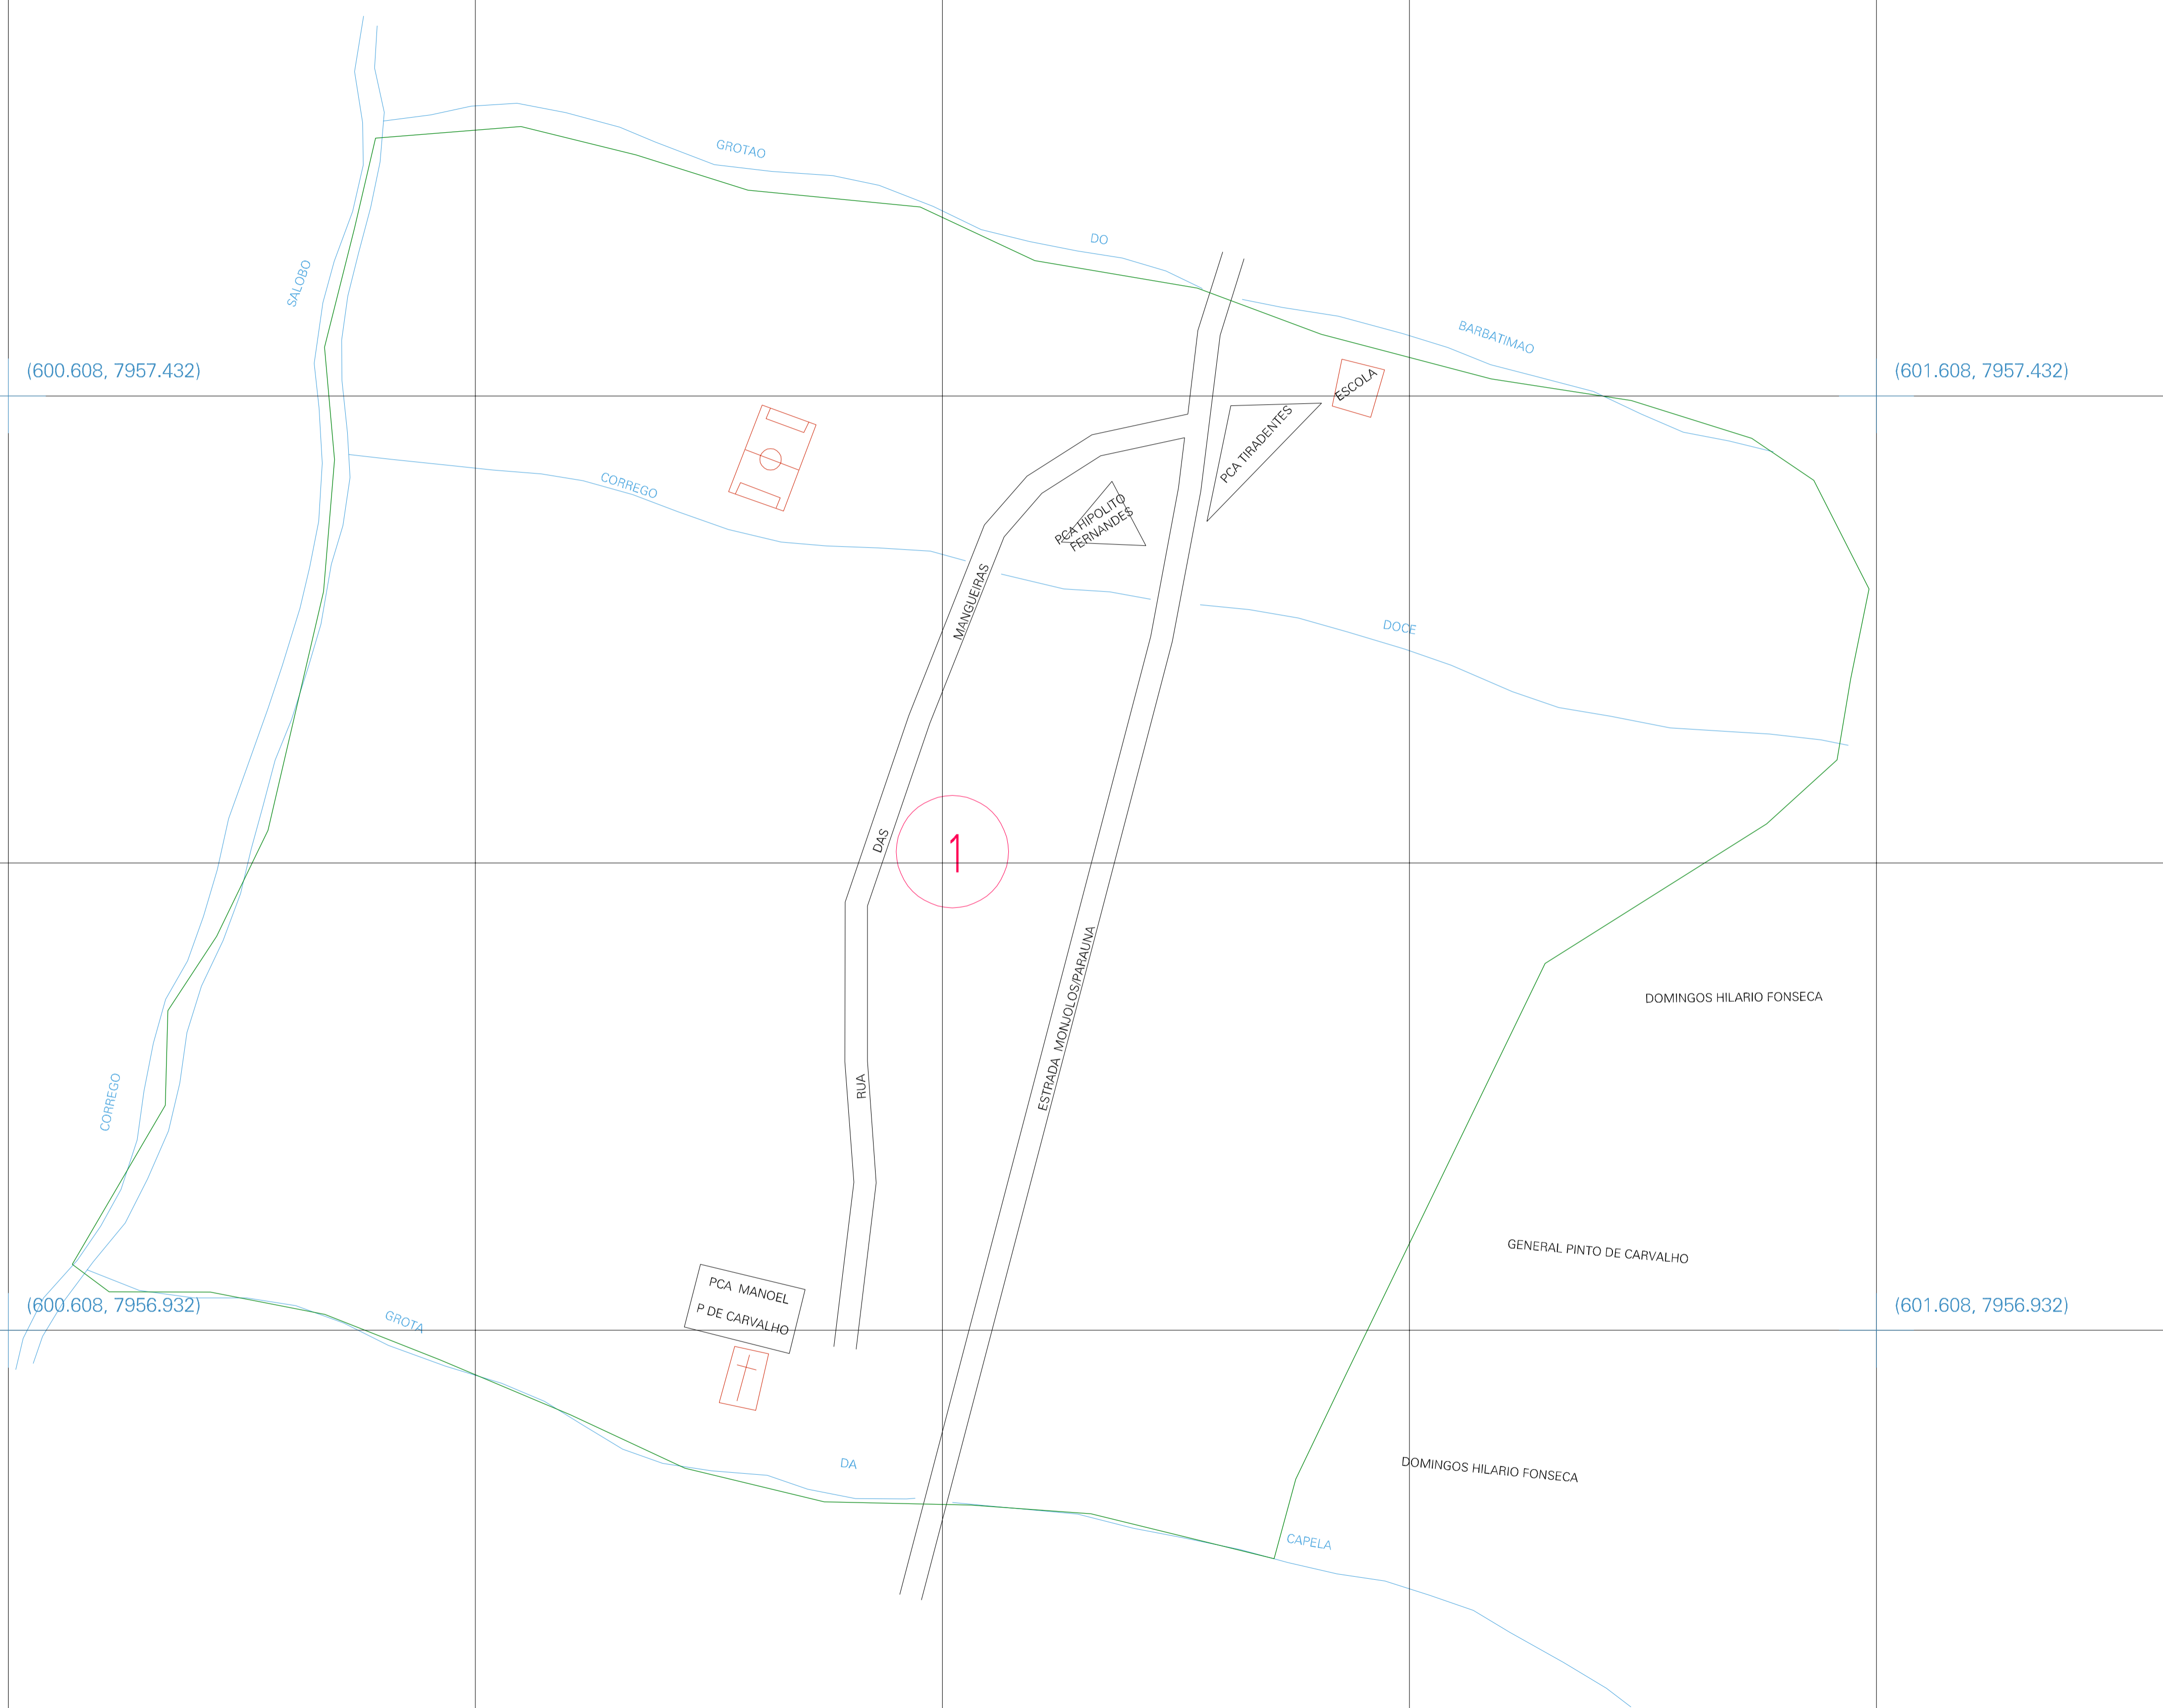 GROTAO
DO
BARBATIMAO
SALOBO
(600.608, 7957.432)
(601.608, 7957.432)
ESCOLA
PCA TIRADENTES
CORREGO
PCA HIPOLITO
FERNANDES
MANGUEIRAS
DOCE
DAS
1
ESTRADA MONJOLOS/PARAUNA
DOMINGOS HILARIO FONSECA
CORREGO
RUA
GENERAL PINTO DE CARVALHO
PCA MANOEL
P DE CARVALHO
(600.608, 7956.932)
(601.608, 7956.932)
GROTA
DA
DOMINGOS HILARIO FONSECA
CAPELA